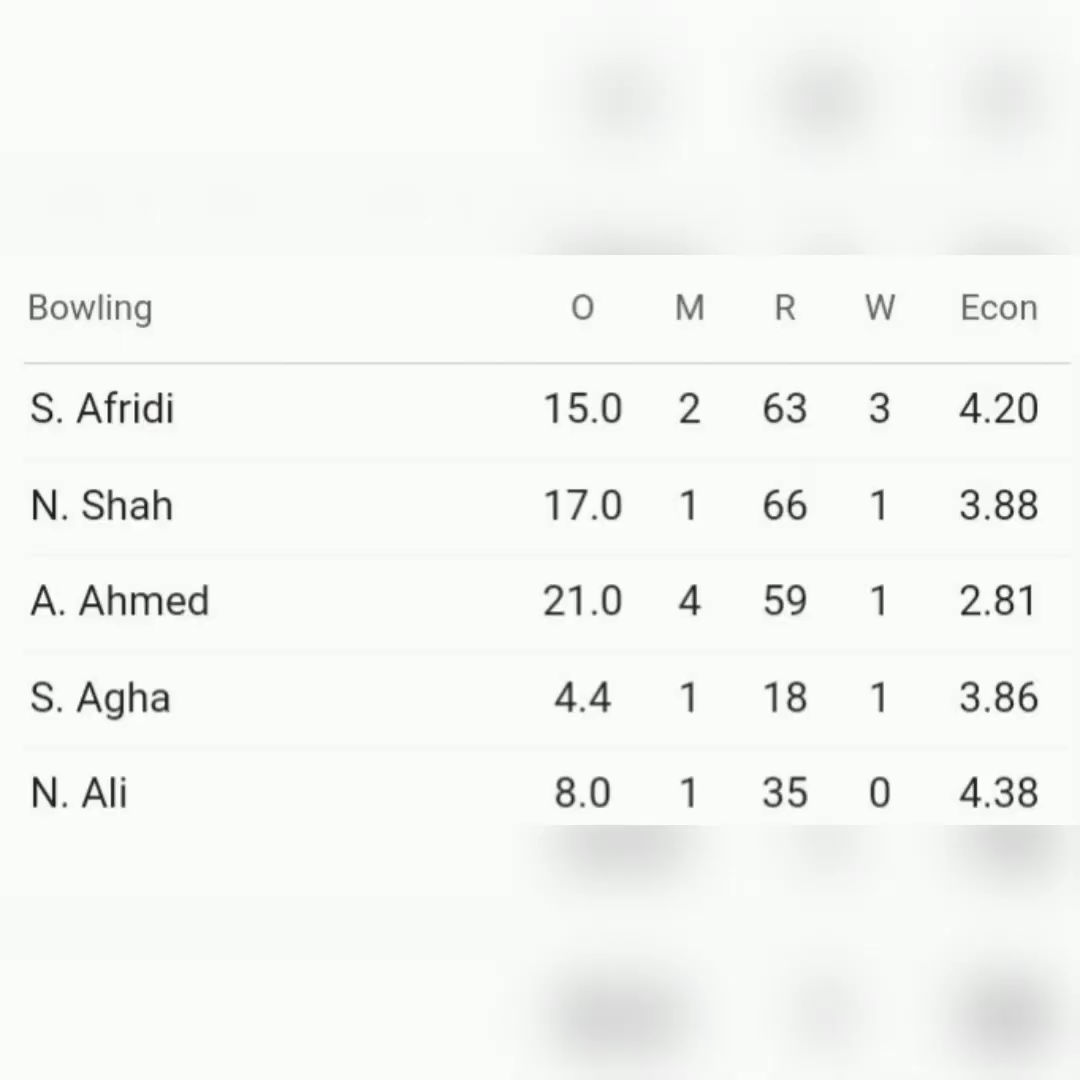 Bowling O M R W Econ
S. Afridi 15.0 2 63 3 4.20
N. Shah 17.0 1 66 1 3.88
A. Ahmed 21.0 4 59 1 2.81
S. Agha 4.4 1 18 1 3.86
N. Ali 8.0 1 35 0 4.38